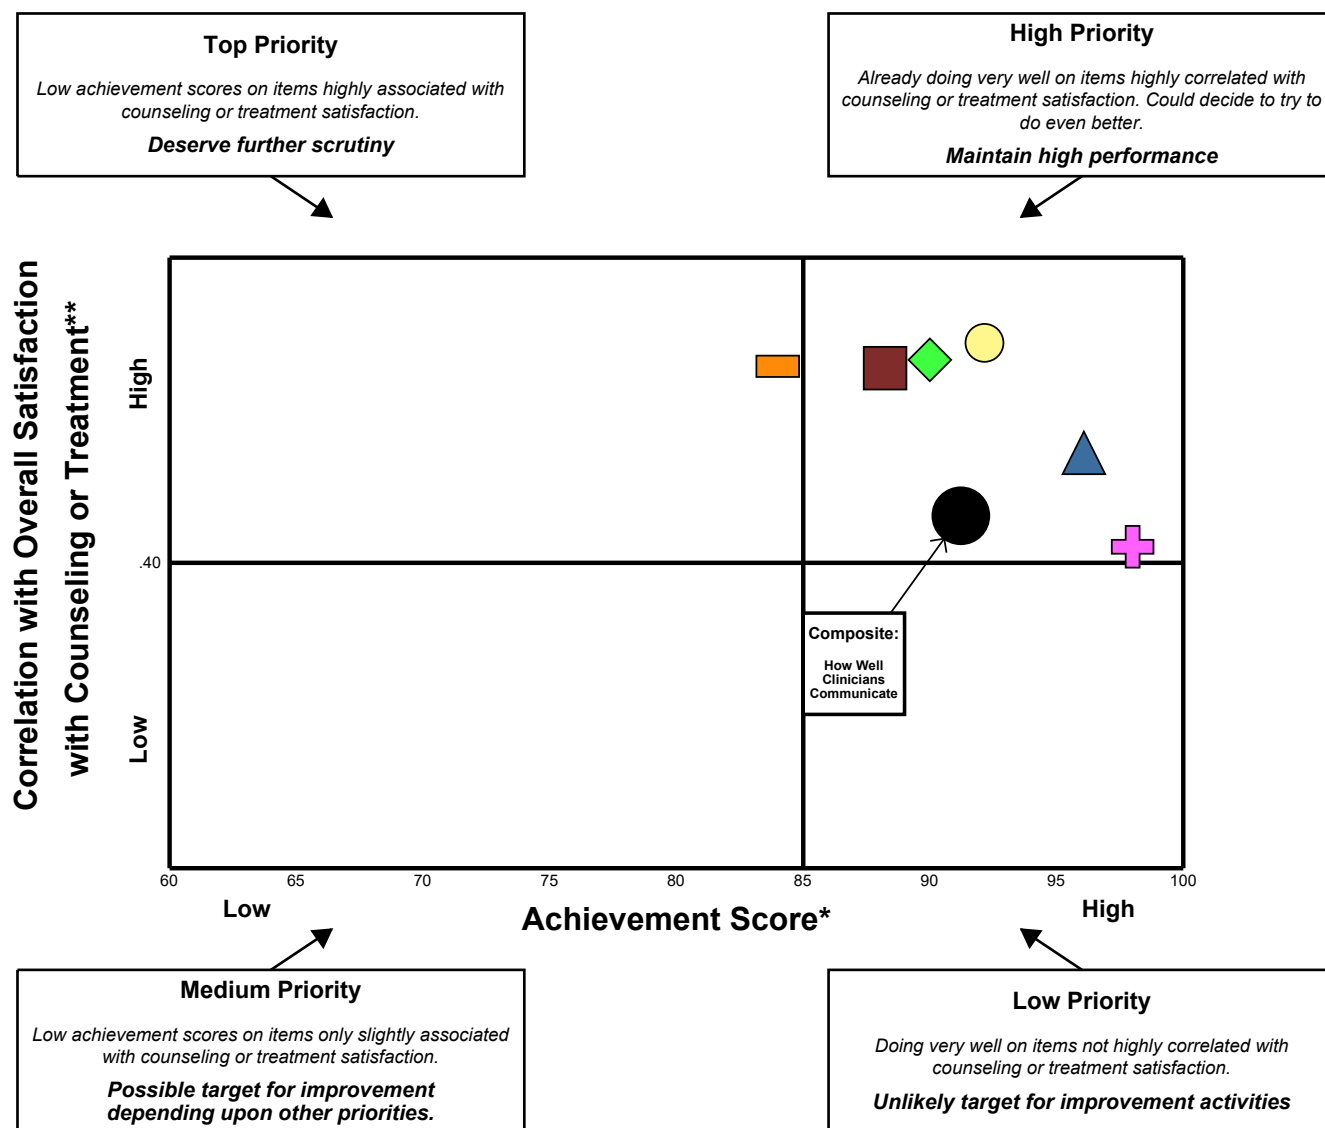 Top Priority
Low achievement scores on items highly associated with
counseling or treatment satisfaction.
Deserve further scrutiny
High Priority
Already doing very well on items highly correlated with
counseling or treatment satisfaction. Could decide to try to
do even better.
Maintain high performance
Correlation with Overall Satisfaction
with Counseling or Treatment**
High
.40
Low
Composite:
How Well
Clinicians
Communicate
60
65
70
75
80
85
90
95
100
Low
Achievement Score*
High
Medium Priority
Low achievement scores on items only slightly associated
with counseling or treatment satisfaction.
Possible target for improvement
depending upon other priorities.
Low Priority
Doing very well on items not highly correlated with
counseling or treatment satisfaction.
Unlikely target for improvement activities